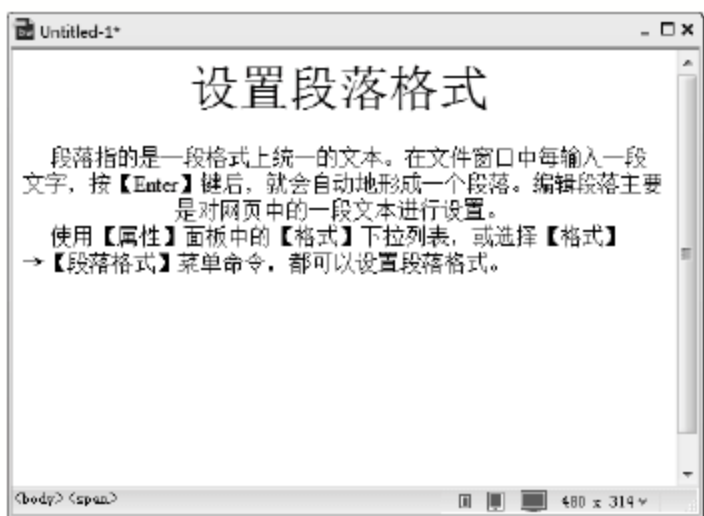 Untitled-1*
设置段落格式
段落指的是一段格式上统一的文本。在文件窗口中每输入一段
文字，按【Enter】键后，就会自动地形成一个段落。编辑段落主要
是对网页中的一段文本进行设置。
使用【属性】面板中的【格式】下拉列表，或选择【格式】
→【段落格式】菜单命令，都可以设置段落格式。
<body> <span> 480 x 314